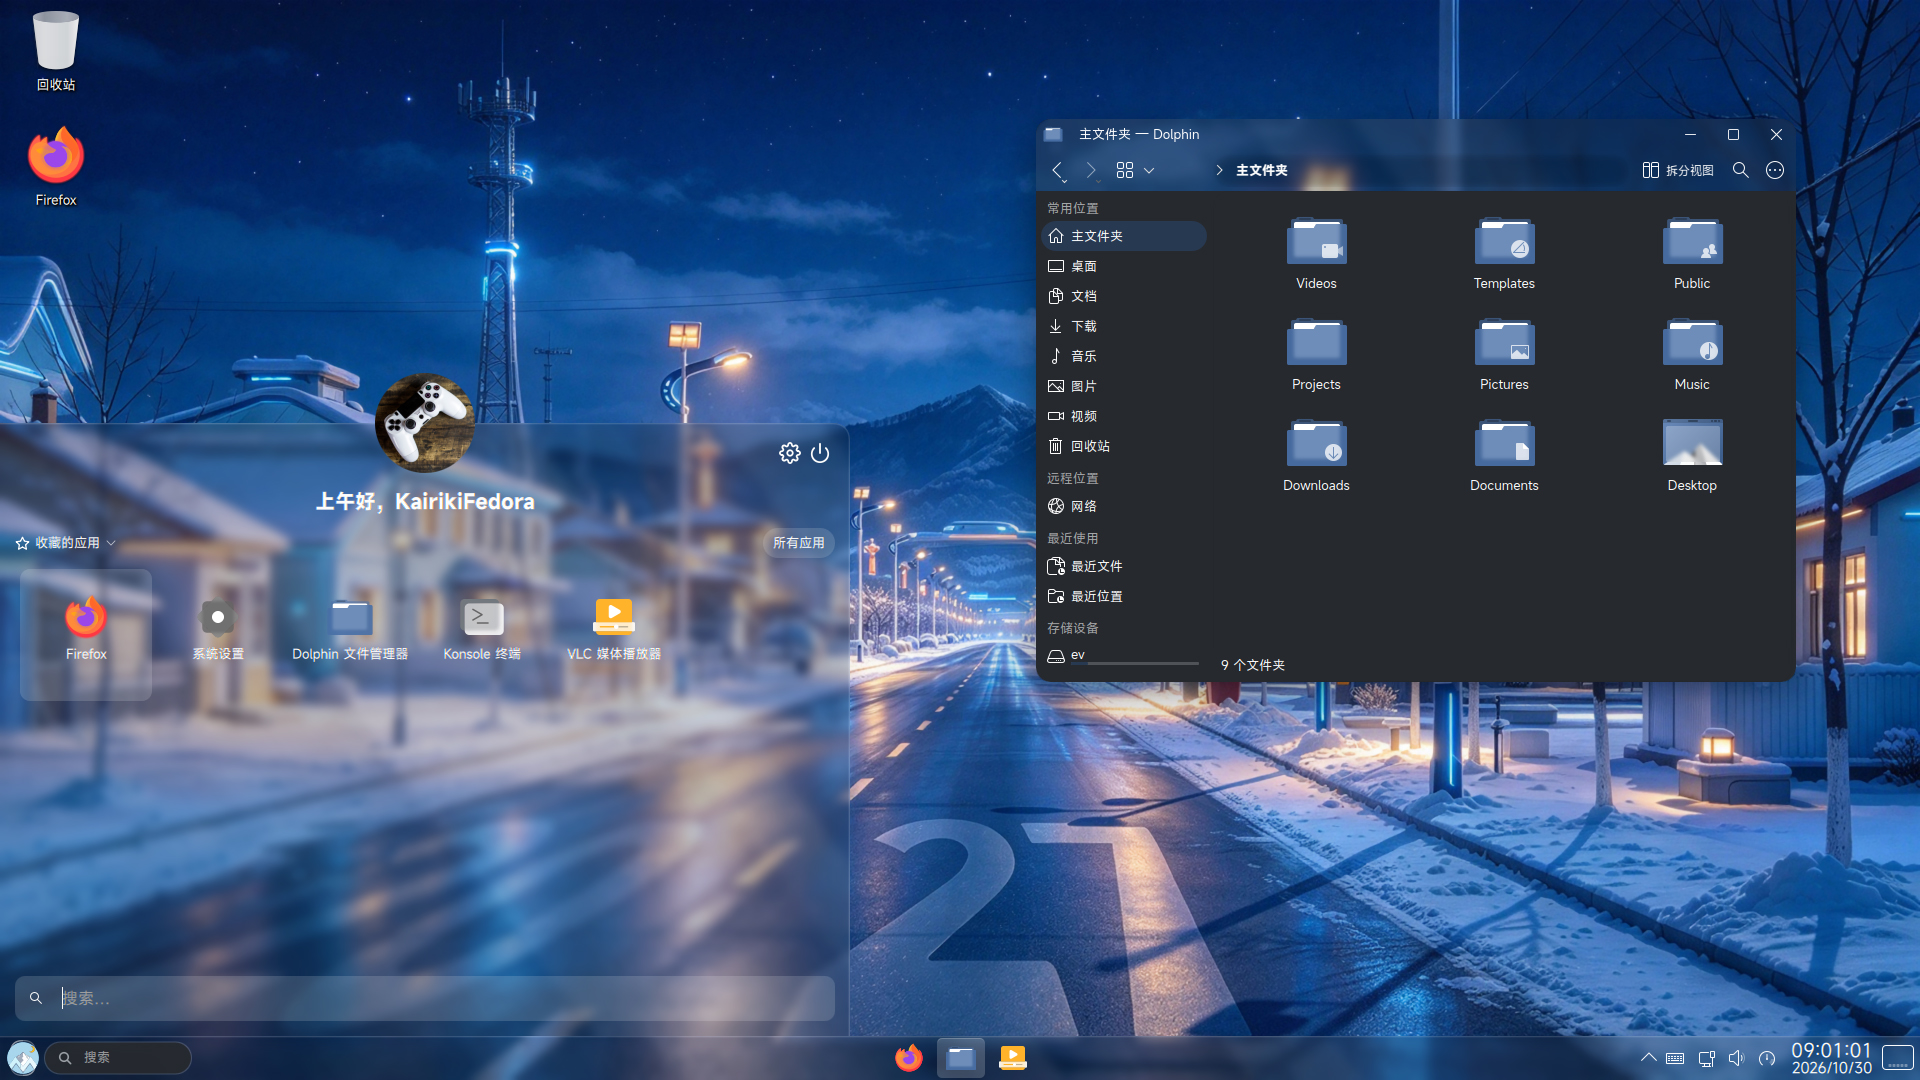 回收站
Firefox
上午好，KairikiFedora
收藏的应用
所有应用
Firefox
系统设置
Dolphin 文件管理器
Konsole 终端
VLC 媒体播放器
搜索...
主文件夹 — Dolphin
主文件夹
拆分视图
常用位置
主文件夹
桌面
文档
下载
音乐
图片
视频
回收站
远程位置
网络
最近使用
最近文件
最近位置
存储设备
ev
Videos
Templates
Public
Projects
Pictures
Music
Downloads
Documents
Desktop
9 个文件夹
27
搜索
09:01:01
2026/10/30